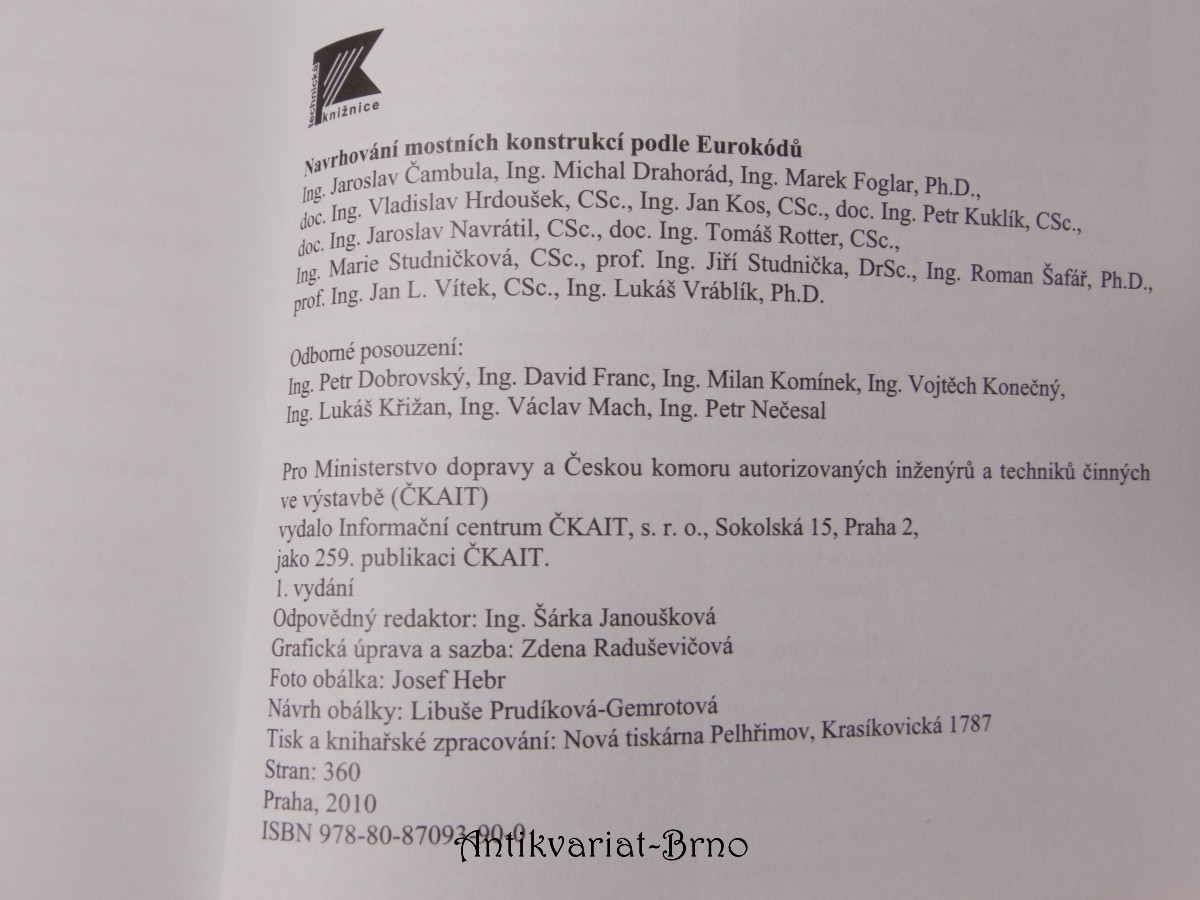 technická
knižnice
Navrhování mostních konstrukcí podle Eurokódů
Ing. Jaroslav Čambula, Ing. Michal Drahorád, Ing. Marek Foglar, Ph.D.,
doc. Ing. Vladislav Hrdoušek, CSc., Ing. Jan Kos, CSc., doc. Ing. Petr Kuklík, CSc.,
doc. Ing. Jaroslav Navrátil, CSc., doc. Ing. Tomáš Rotter, CSc.,
Ing. Marie Studničková, CSc., prof. Ing. Jiří Studnička, DrSc., Ing. Roman Šafář, Ph.D.,
prof. Ing. Jan L. Vítek, CSc., Ing. Lukáš Vráblík, Ph.D.
Odborné posouzení:
Ing. Petr Dobrovský, Ing. David Franc, Ing. Milan Komínek, Ing. Vojtěch Konečný,
Ing. Lukáš Křižan, Ing. Václav Mach, Ing. Petr Nečesal
Pro Ministerstvo dopravy a Českou komoru autorizovaných inženýrů a techniků činných
ve výstavbě (ČKAIT)
vydalo Informační centrum ČKAIT, s. r. o., Sokolská 15, Praha 2,
jako 259. publikaci ČKAIT.
1. vydání
Odpovědný redaktor: Ing. Šárka Janoušková
Grafická úprava a sazba: Zdena Raduševičová
Foto obálka: Josef Hebr
Návrh obálky: Libuše Prudíková-Gemrotová
Tisk a knihařské zpracování: Nová tiskárna Pelhřimov, Krasíkovická 1787
Stran: 360
Praha, 2010
ISBN 978-80-87093-90-0
Antikvariat-Brno